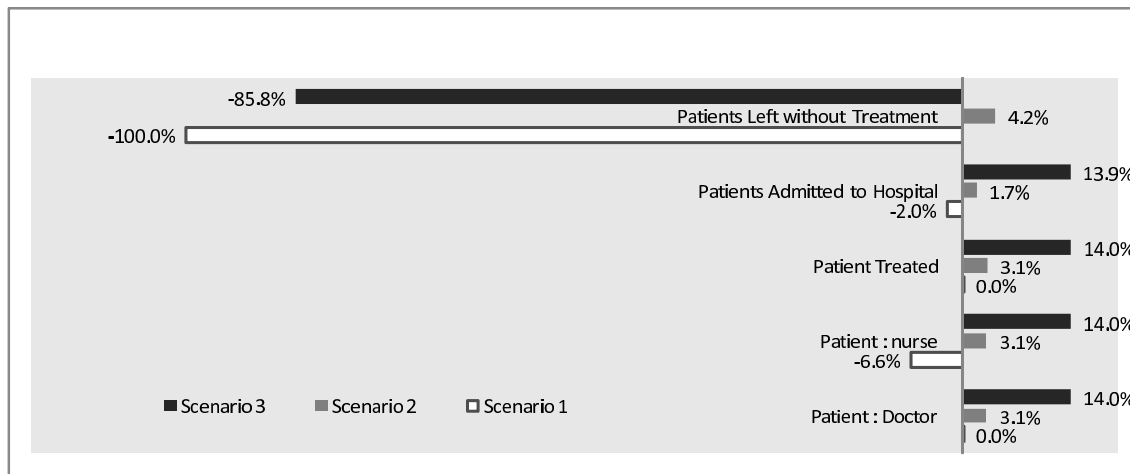 -85.8%
Patients Left without Treatment 4.2%
-100.0%
13.9%
Patients Admitted to Hospital 1.7%
-2.0%
14.0%
Patient Treated 3.1%
0.0%
14.0%
Patient : nurse 3.1%
-6.6%
14.0%
Scenario 3 Scenario 2 Scenario 1
Patient : Doctor 3.1%
0.0%